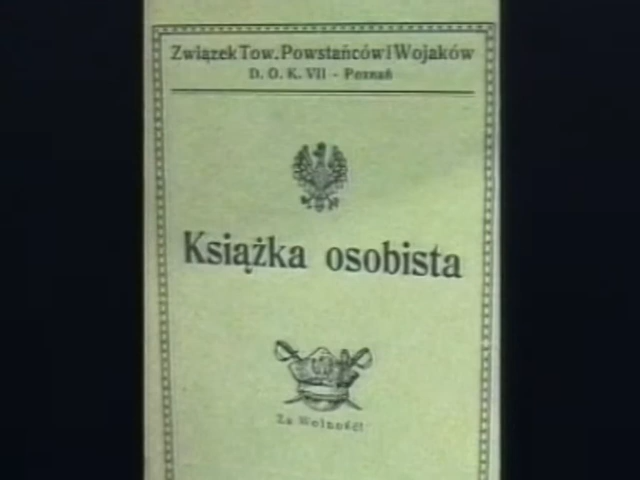 Związek Tow. Powstańców i Wojaków
D. O. K. VII - Poznań
Książka osobista
Za Wolność!